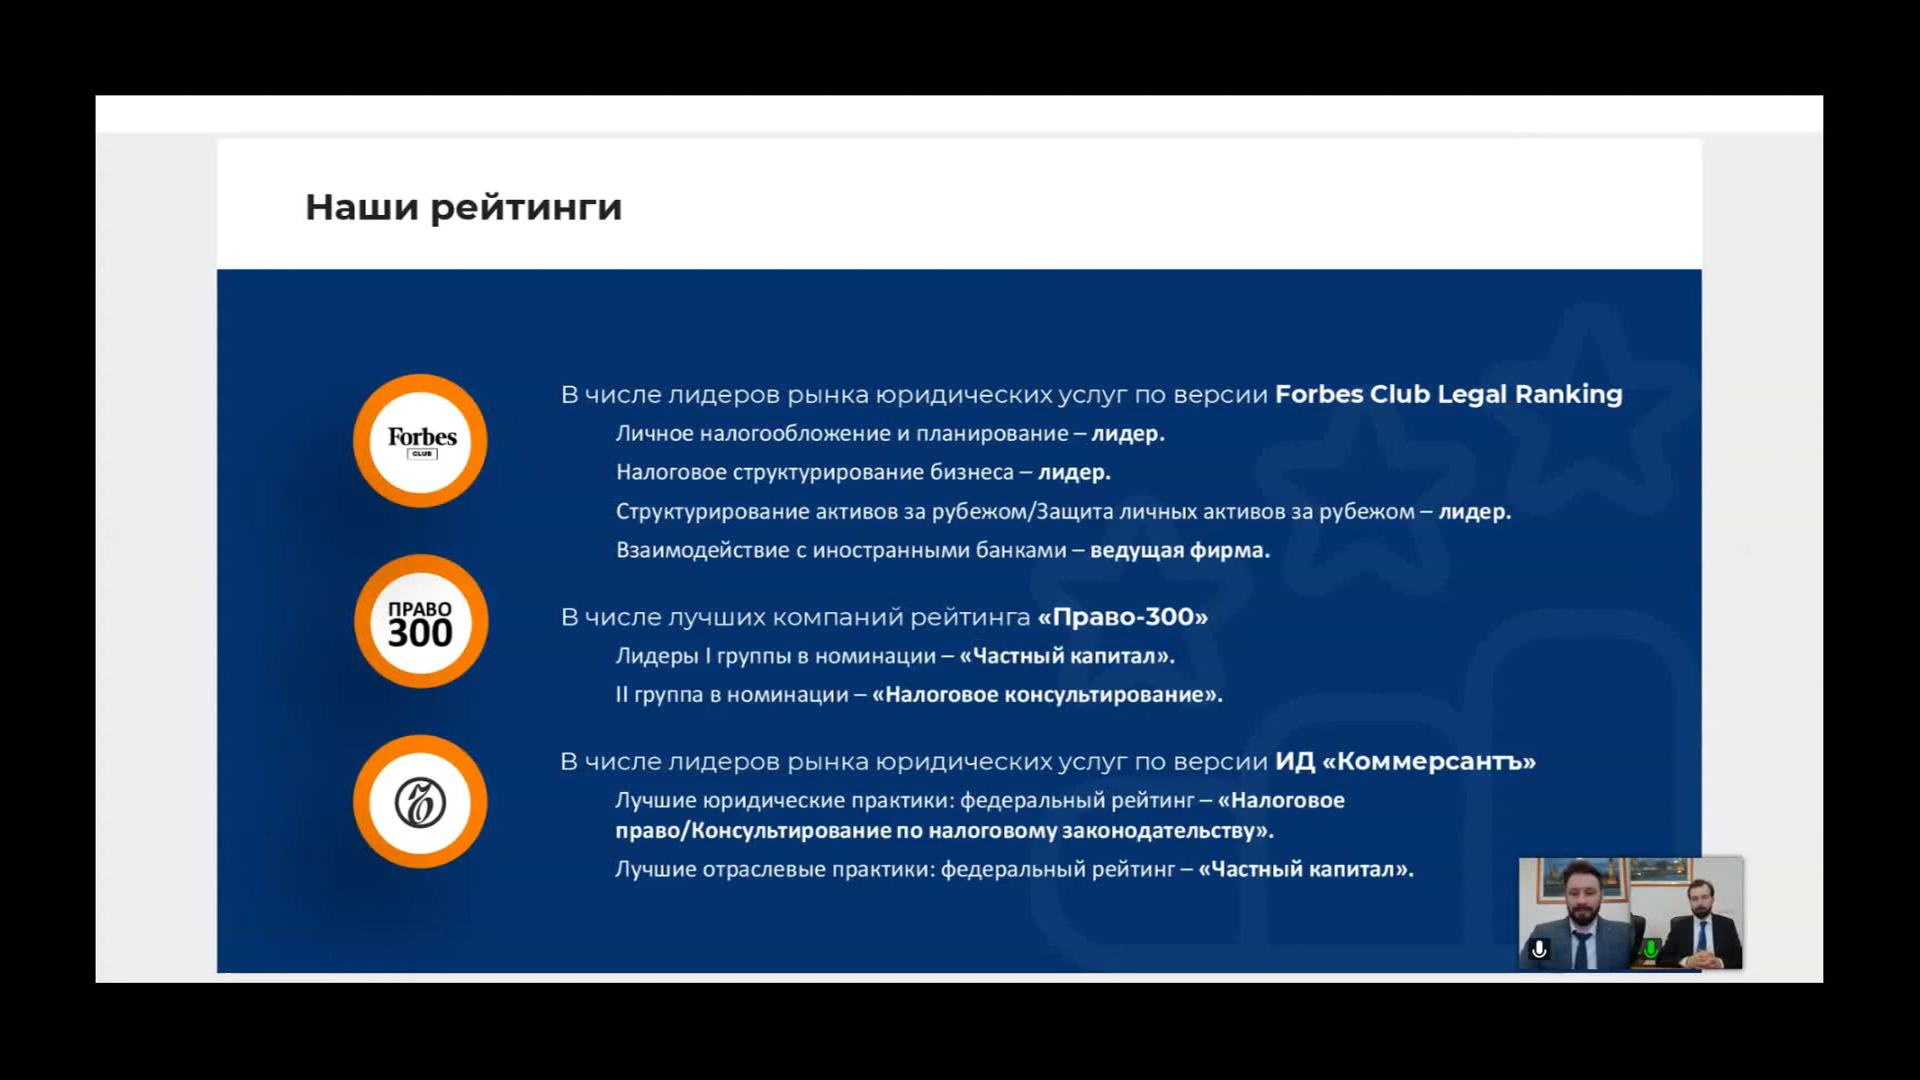 Наши рейтинги
Forbes
CLUB
В числе лидеров рынка юридических услуг по версии Forbes Club Legal Ranking
Личное налогообложение и планирование – лидер.
Налоговое структурирование бизнеса – лидер.
Структурирование активов за рубежом/Защита личных активов за рубежом – лидер.
Взаимодействие с иностранными банками – ведущая фирма.
ПРАВО
300
В числе лучших компаний рейтинга «Право-300»
Лидеры I группы в номинации – «Частный капитал».
II группа в номинации – «Налоговое консультирование».
В числе лидеров рынка юридических услуг по версии ИД «Коммерсантъ»
Лучшие юридические практики: федеральный рейтинг – «Налоговое
право/Консультирование по налоговому законодательству».
Лучшие отраслевые практики: федеральный рейтинг – «Частный капитал».